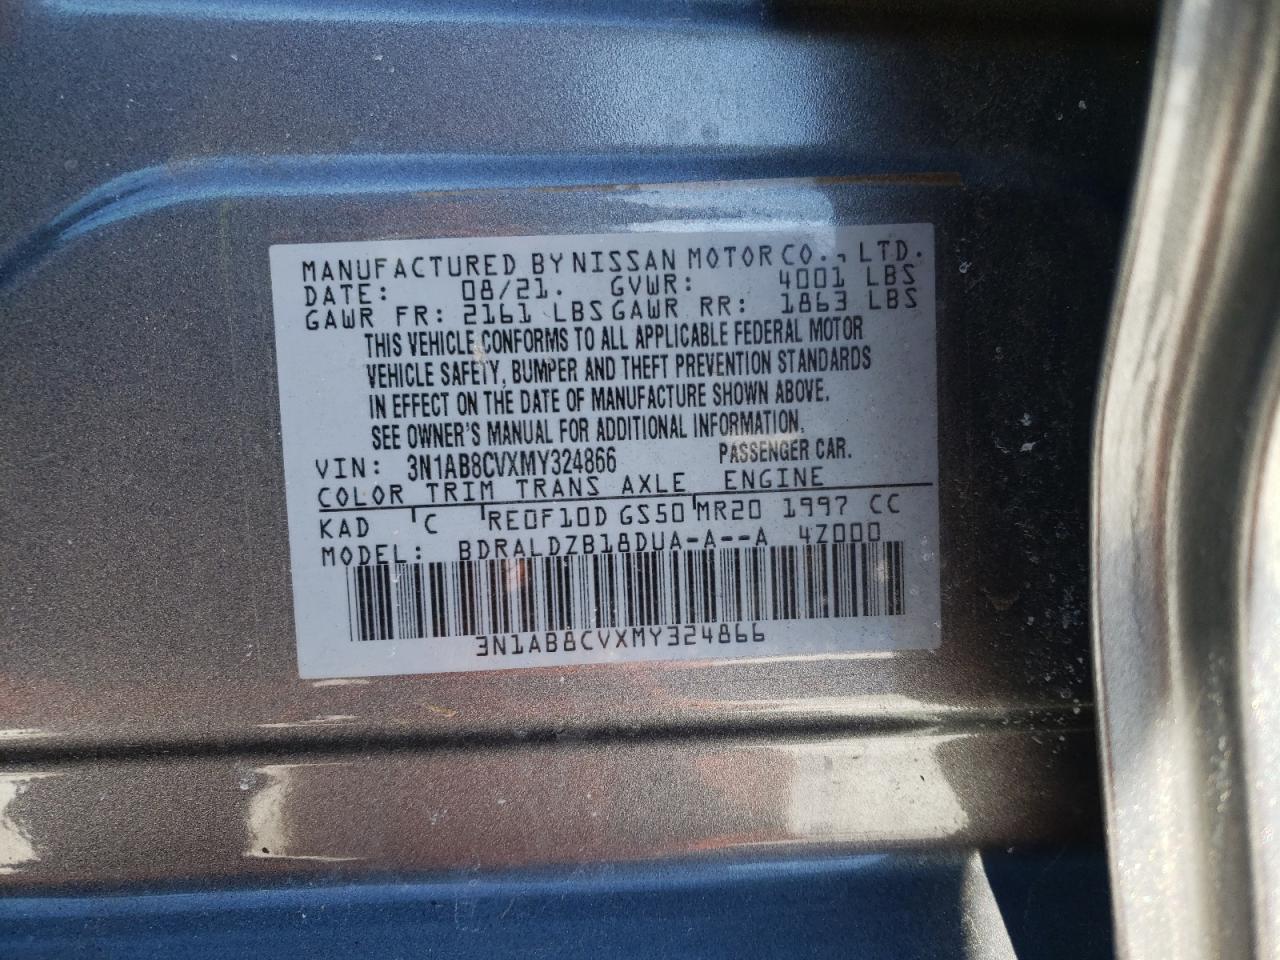 MANUFACTURED BY NISSAN MOTOR CO., LTD.
DATE: 08/21. GVWR: 4001 LBS
GAWR FR: 2161 LBS GAWR RR: 1863 LBS
THIS VEHICLE CONFORMS TO ALL APPLICABLE FEDERAL MOTOR
VEHICLE SAFETY, BUMPER AND THEFT PREVENTION STANDARDS
IN EFFECT ON THE DATE OF MANUFACTURE SHOWN ABOVE.
SEE OWNER'S MANUAL FOR ADDITIONAL INFORMATION.
VIN: 3N1AB8CVXMY324866 PASSENGER CAR.
COLOR TRIM TRANS AXLE ENGINE
KAD C RE0F10D GS50 MR20 1997 CC
MODEL: BDRALDZB18DUA-A--A 4Z000
3N1AB8CVXMY324866